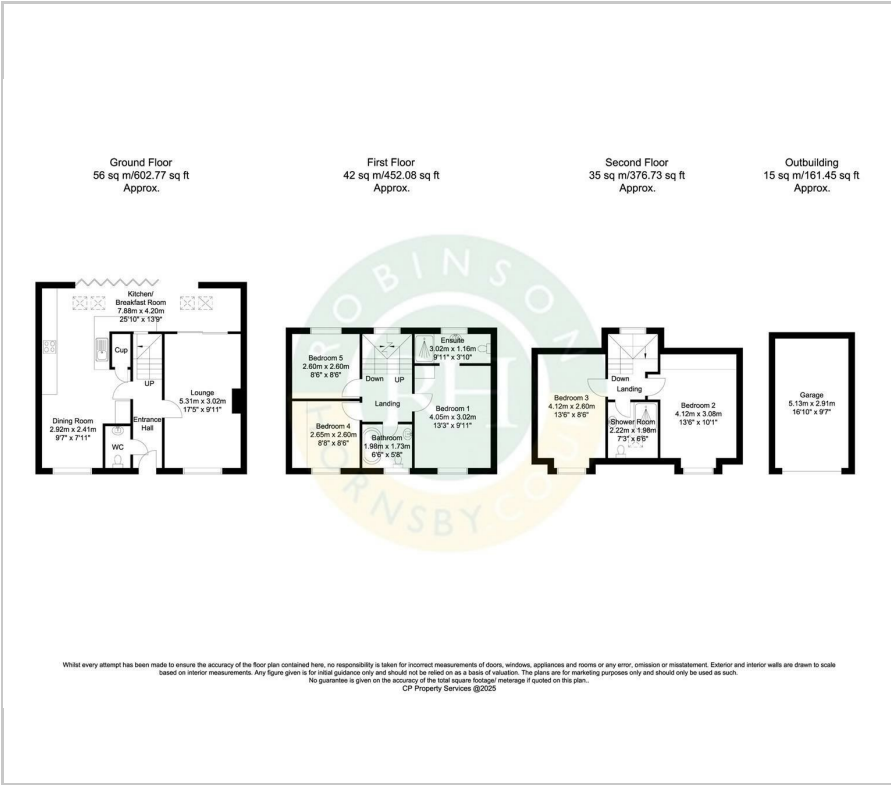 Ground Floor
56 sq m/602.77 sq ft
Approx.
First Floor
42 sq m/452.08 sq ft
Approx.
Second Floor
35 sq m/376.73 sq ft
Approx.
Outbuilding
15 sq m/161.45 sq ft
Approx.
Kitchen/
Breakfast Room
7.88m x 4.20m
25'10" x 13'9"
Cup
UP
Lounge
5.31m x 3.02m
17'5" x 9'11"
Dining Room
2.92m x 2.41m
9'7" x 7'11"
Entrance
Hall
WC
ROBINSON
HORNSBY COUSINS
Bedroom 5
2.60m x 2.60m
8'6" x 8'6"
Down
UP
Landing
Ensuite
3.02m x 1.16m
9'11" x 3'10"
Bedroom 1
4.05m x 3.02m
13'3" x 9'11"
Bedroom 4
2.65m x 2.60m
8'8" x 8'6"
Bathroom
1.98m x 1.73m
6'6" x 5'8"
Bedroom 3
4.12m x 2.60m
13'6" x 8'6"
Down
Landing
Shower Room
2.22m x 1.98m
7'3" x 6'6"
Bedroom 2
4.12m x 3.08m
13'6" x 10'1"
Garage
5.13m x 2.91m
16'10" x 9'7"
Whilst every attempt has been made to ensure the accuracy of the floor plan contained here, no responsibility is taken for incorrect measurements of doors, windows, appliances and rooms or any error, omission or misstatement. Exterior and interior walls are drawn to scale
based on interior measurements. Any figure given is for initial guidance only and should not be relied on as a basis of valuation. The plans are for marketing purposes only and should only be used as such.
No guarantee is given on the accuracy of the total square footage/ meterage if quoted on this plan..
CP Property Services @2025